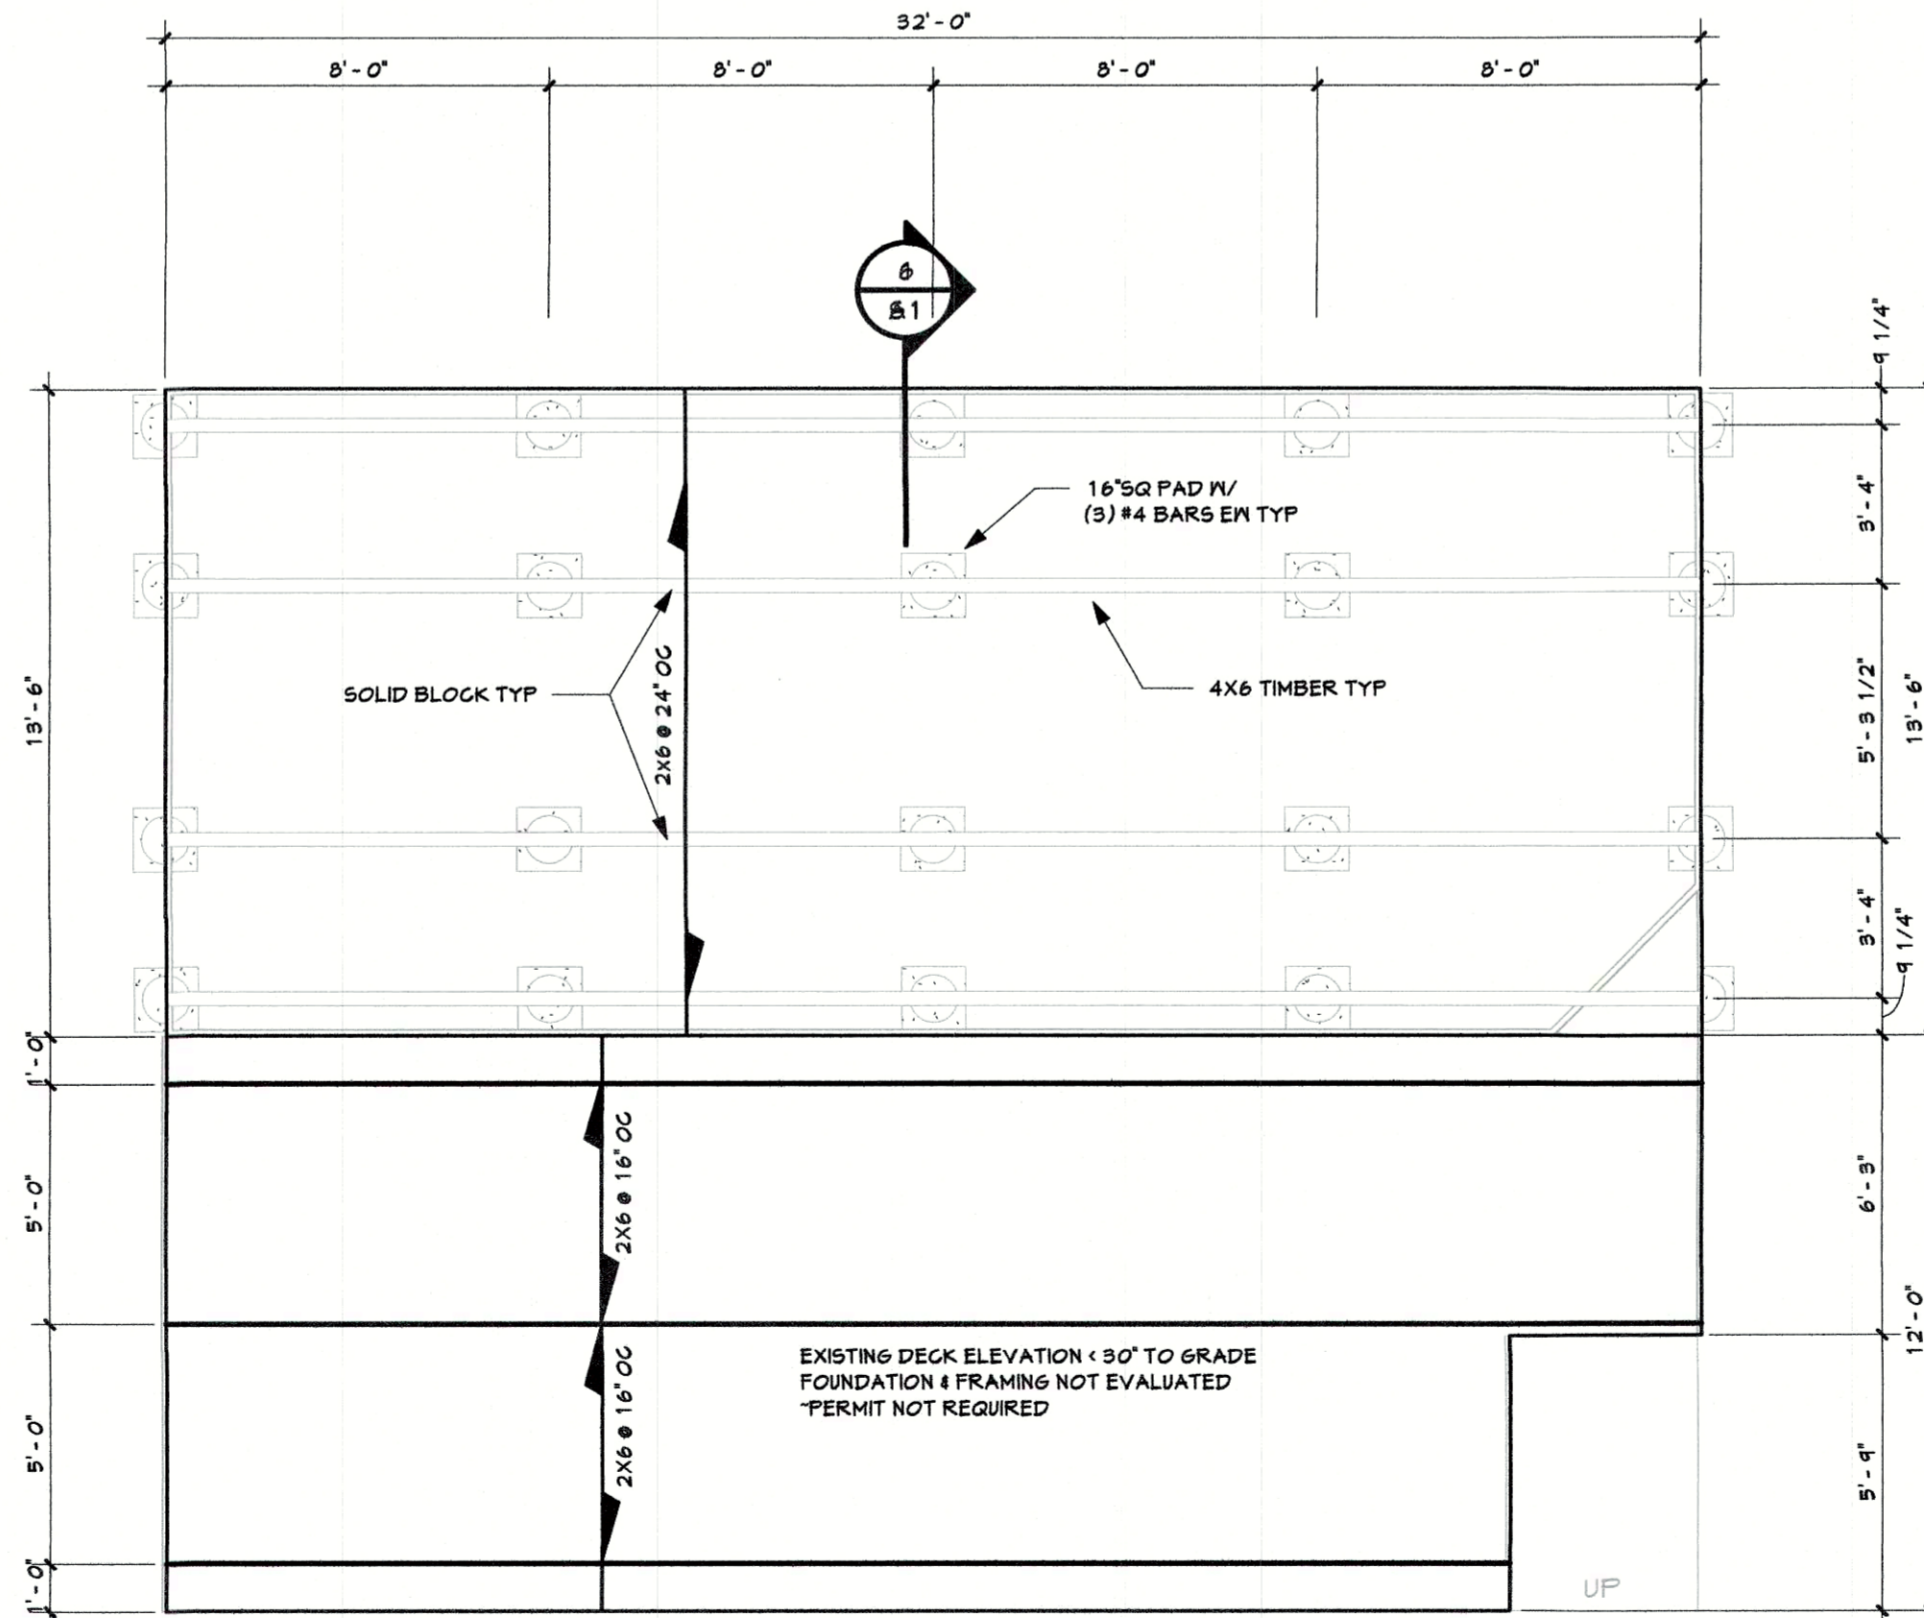 32'-0"
8'-0" 8'-0" 8'-0" 8'-0"
6
9 1/4"
16"SQ PAD W/
(3) #4 BARS EW TYP
3'-4"
SOLID BLOCK TYP
2X6 @ 24" OC
4X6 TIMBER TYP
13'-6"
5'-3 1/2"
13'-6"
3'-4"
9 1/4"
1'-0"
5'-0"
2X6 @ 16" OC
6'-3"
12'-0"
EXISTING DECK ELEVATION < 30" TO GRADE
FOUNDATION & FRAMING NOT EVALUATED
~PERMIT NOT REQUIRED
2X6 @ 16" OC
5'-0"
5'-9"
1'-0"
UP